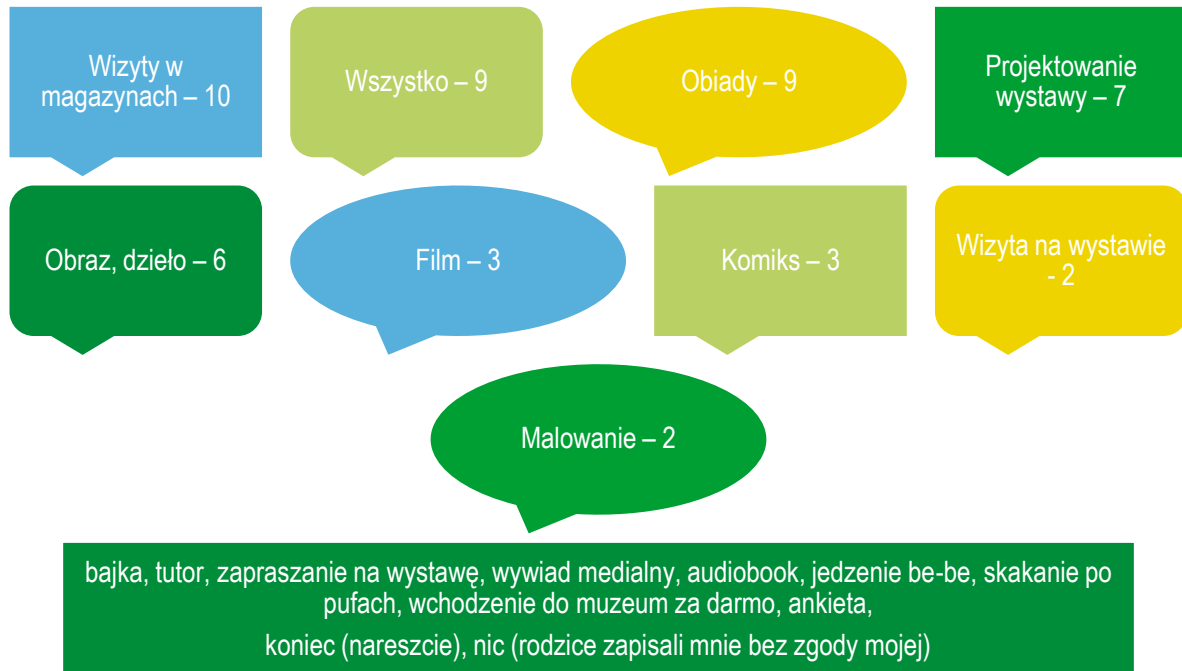 Wizyty w
magazynach – 10
Wszystko – 9
Obiady – 9
Projektowanie
wystawy – 7
Obraz, dzieło – 6
Film – 3
Komiks – 3
Wizyta na wystawie
- 2
Malowanie – 2
bajka, tutor, zapraszanie na wystawę, wywiad medialny, audiobook, jedzenie be-be, skakanie po
pufach, wchodzenie do muzeum za darmo, ankieta,
koniec (nareszcie), nic (rodzice zapisali mnie bez zgody mojej)